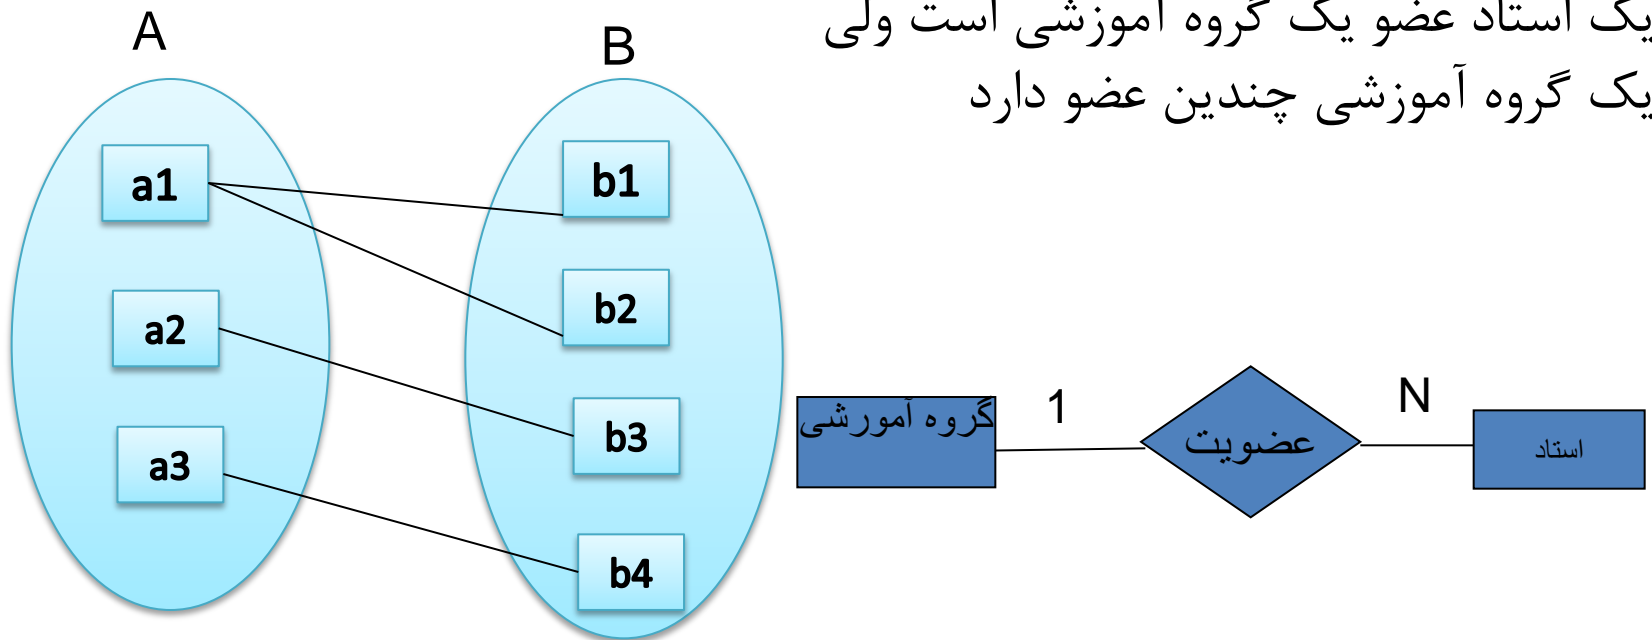 یک استاد عضو یک گروه آموزشی است ولی
یک گروه آموزشی چندین عضو دارد
A
B
a1
a2
a3
b1
b2
b3
b4
گروه آمورشی
1
عضویت
N
استاد